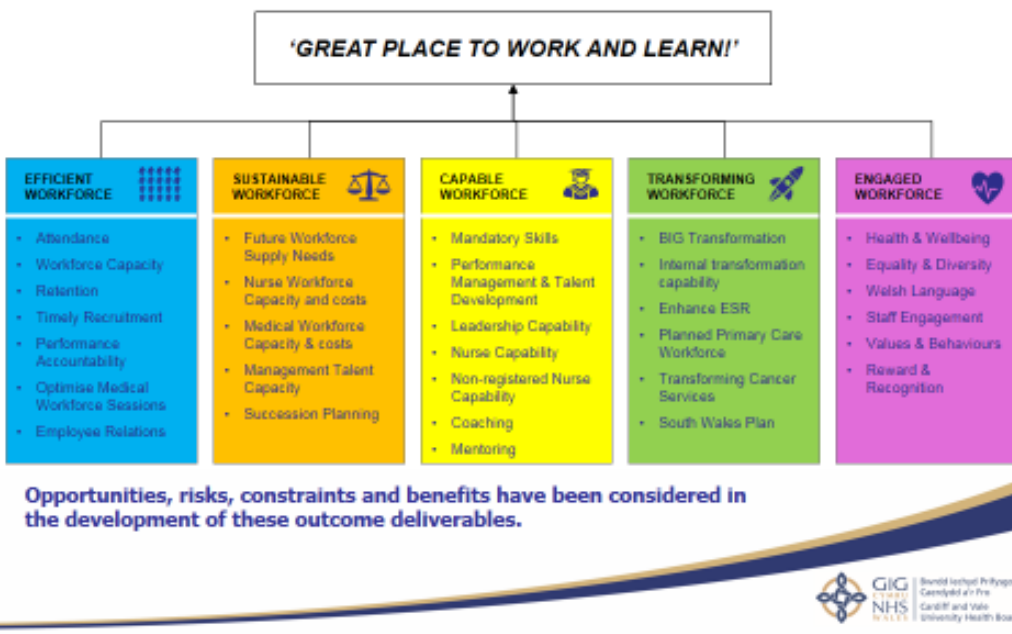 ‘GREAT PLACE TO WORK AND LEARN!’
EFFICIENT
WORKFORCE
• Attendance
• Workforce Capacity
• Retention
• Timely Recruitment
• Performance
Accountability
• Optimise Medical
Workforce Sessions
• Employee Relations
SUSTAINABLE
WORKFORCE
• Future Workforce
Supply Needs
• Nurse Workforce
Capacity and costs
• Medical Workforce
Capacity & costs
• Management Talent
Capacity
• Succession Planning
CAPABLE
WORKFORCE
• Mandatory Skills
• Performance
Management & Talent
Development
• Leadership Capability
• Nurse Capability
• Non-registered Nurse
Capability
• Coaching
• Mentoring
TRANSFORMING
WORKFORCE
• BIG Transformation
• Internal transformation
capability
• Enhance ESR
• Planned Primary Care
Workforce
• Transforming Cancer
Services
• South Wales Plan
ENGAGED
WORKFORCE
• Health & Wellbeing
• Equality & Diversity
• Welsh Language
• Staff Engagement
• Values & Behaviours
• Reward &
Recognition
Opportunities, risks, constraints and benefits have been considered in
the development of these outcome deliverables.
GIG
CYMRU
NHS
WALES
Bwrdd Iechyd
Caerdydd a'r Fro
Cardiff and Vale
University Health